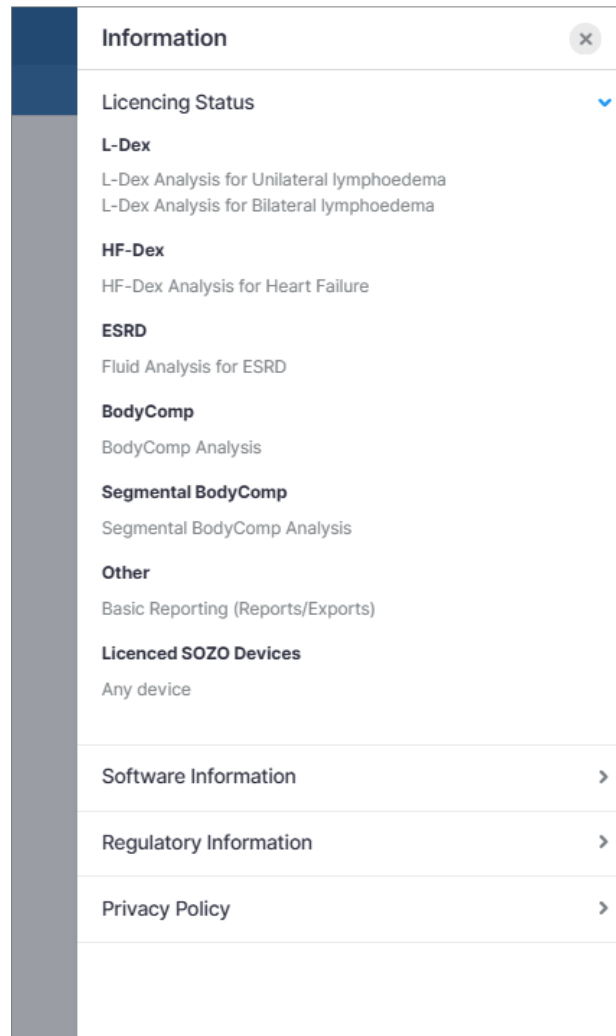 Information
Licencing Status
L-Dex
L-Dex Analysis for Unilateral lymphoedema
L-Dex Analysis for Bilateral lymphoedema
HF-Dex
HF-Dex Analysis for Heart Failure
ESRD
Fluid Analysis for ESRD
BodyComp
BodyComp Analysis
Segmental BodyComp
Segmental BodyComp Analysis
Other
Basic Reporting (Reports/Exports)
Licenced SOZO Devices
Any device
Software Information
Regulatory Information
Privacy Policy